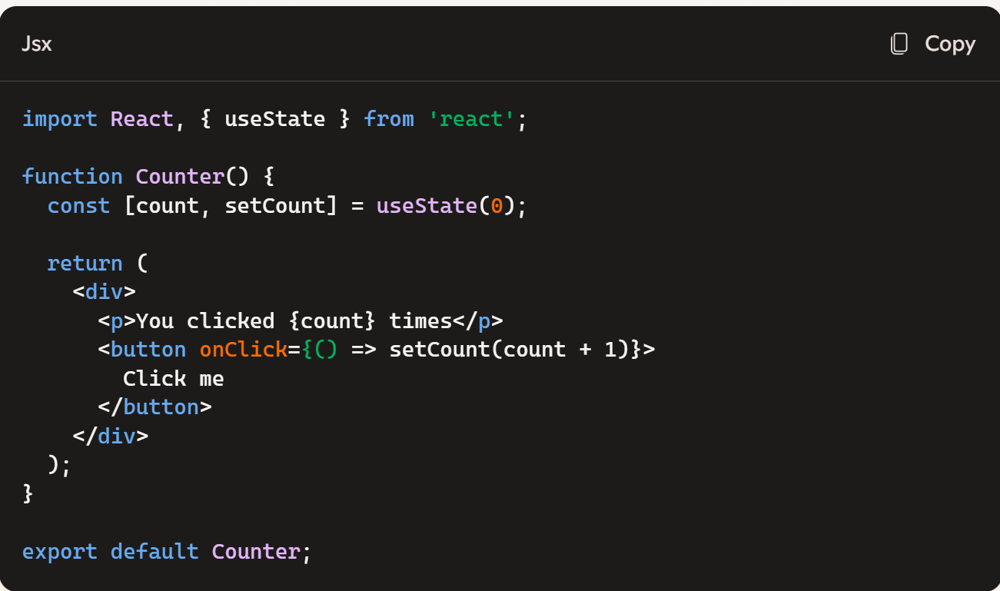 Jsx
Copy
import React, { useState } from 'react';
function Counter() {
  const [count, setCount] = useState(0);
  return (
    <div>
      <p>You clicked {count} times</p>
      <button onClick={() => setCount(count + 1)}>
        Click me
      </button>
    </div>
  );
}
export default Counter;